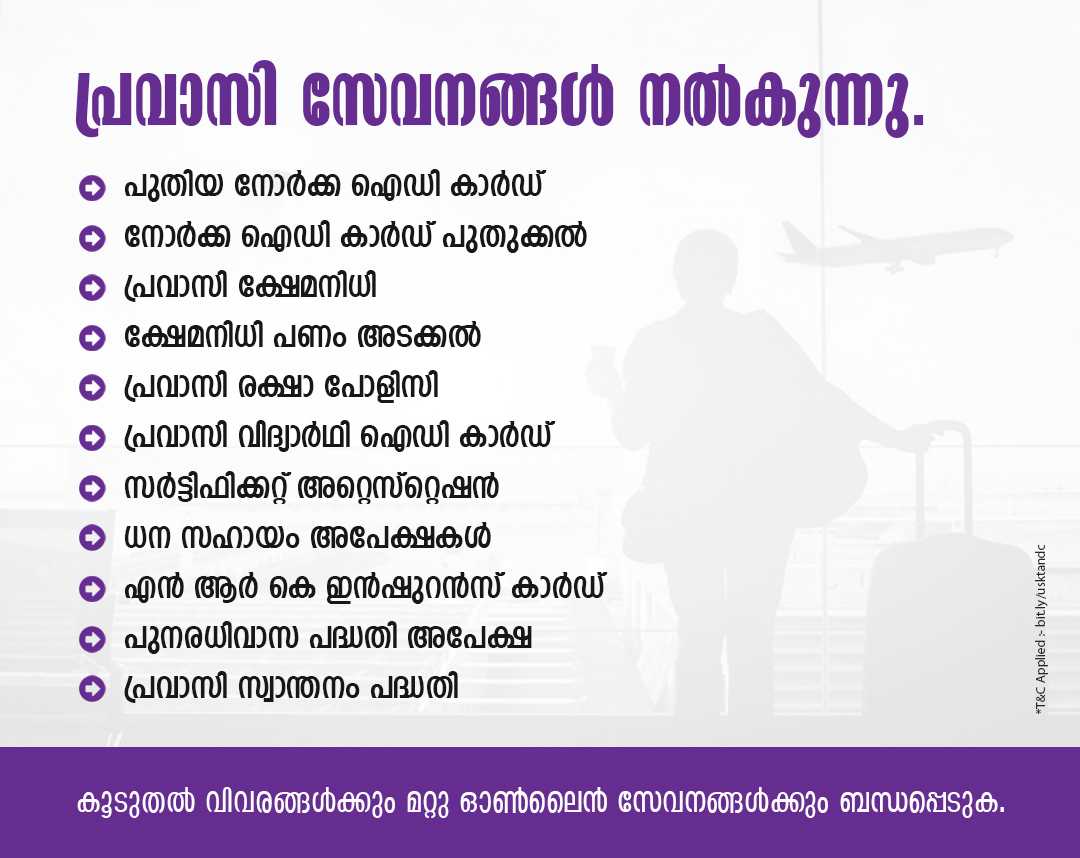 പ്രവാസി സേവനങ്ങൾ നൽകുന്നു.
പുതിയ നോർക്ക ഐഡി കാർഡ്
നോർക്ക ഐഡി കാർഡ് പുതുക്കൽ
പ്രവാസി ക്ഷേമനിധി
ക്ഷേമനിധി പണം അടക്കൽ
പ്രവാസി രക്ഷാ പോളിസി
പ്രവാസി വിദ്യാർഥി ഐഡി കാർഡ്
സർട്ടിഫിക്കറ്റ് അറ്റെസ്റ്റെഷൻ
ധന സഹായം അപേക്ഷകൾ
എൻ ആർ കെ ഇൻഷുറൻസ് കാർഡ്
പുനരധിവാസ പദ്ധതി അപേക്ഷ
പ്രവാസി സ്വാന്തനം പദ്ധതി
*T&C Applied :- bit.ly/usktandc
കൂടുതൽ വിവരങ്ങൾക്കും മറ്റു ഓൺലൈൻ സേവനങ്ങൾക്കും ബന്ധപ്പെടുക.